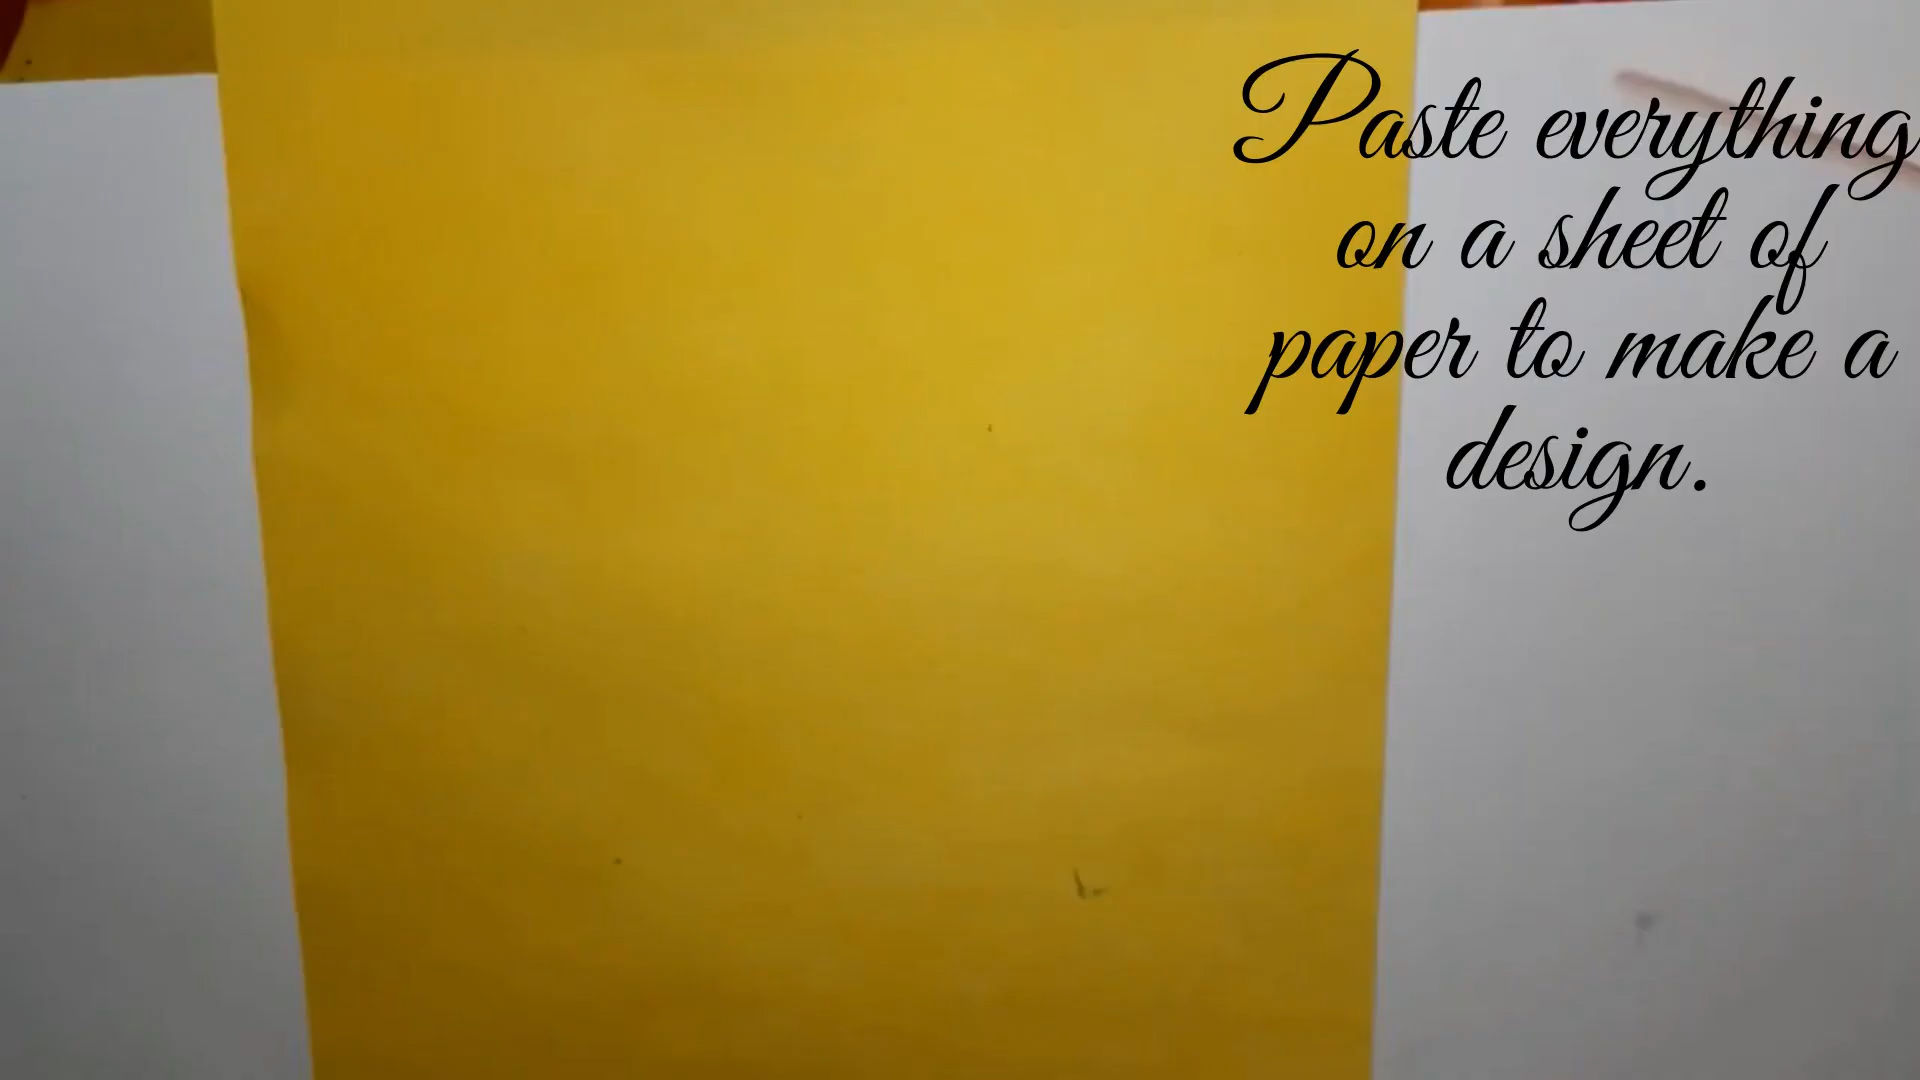 Paste everything
on a sheet of
paper to make a
design.